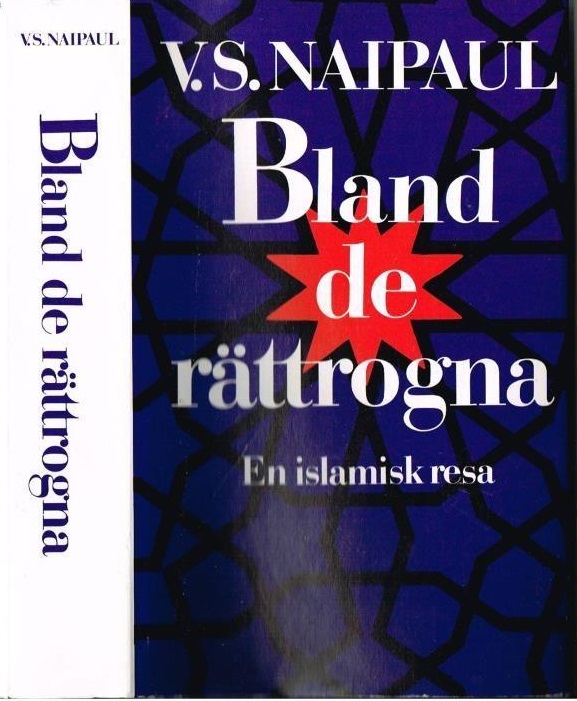 V.S. NAIPAUL
Bland de rättrogna
V.S. NAIPAUL
Bland
de
rättrogna
En islamisk resa